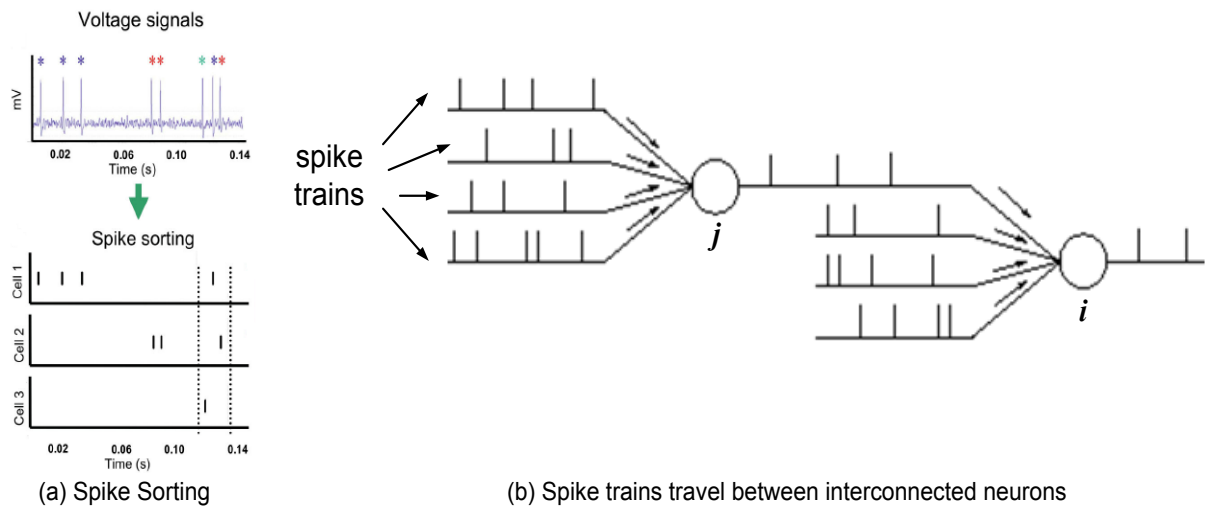 Voltage signals
* * * ** * * *
mV
0.02 0.06 0.10 0.14
Time (s)
Spike sorting
Cell 1
Cell 2
Cell 3
0.02 0.06 0.10 0.14
Time (s)
(a) Spike Sorting
spike
trains
j
i
(b) Spike trains travel between interconnected neurons